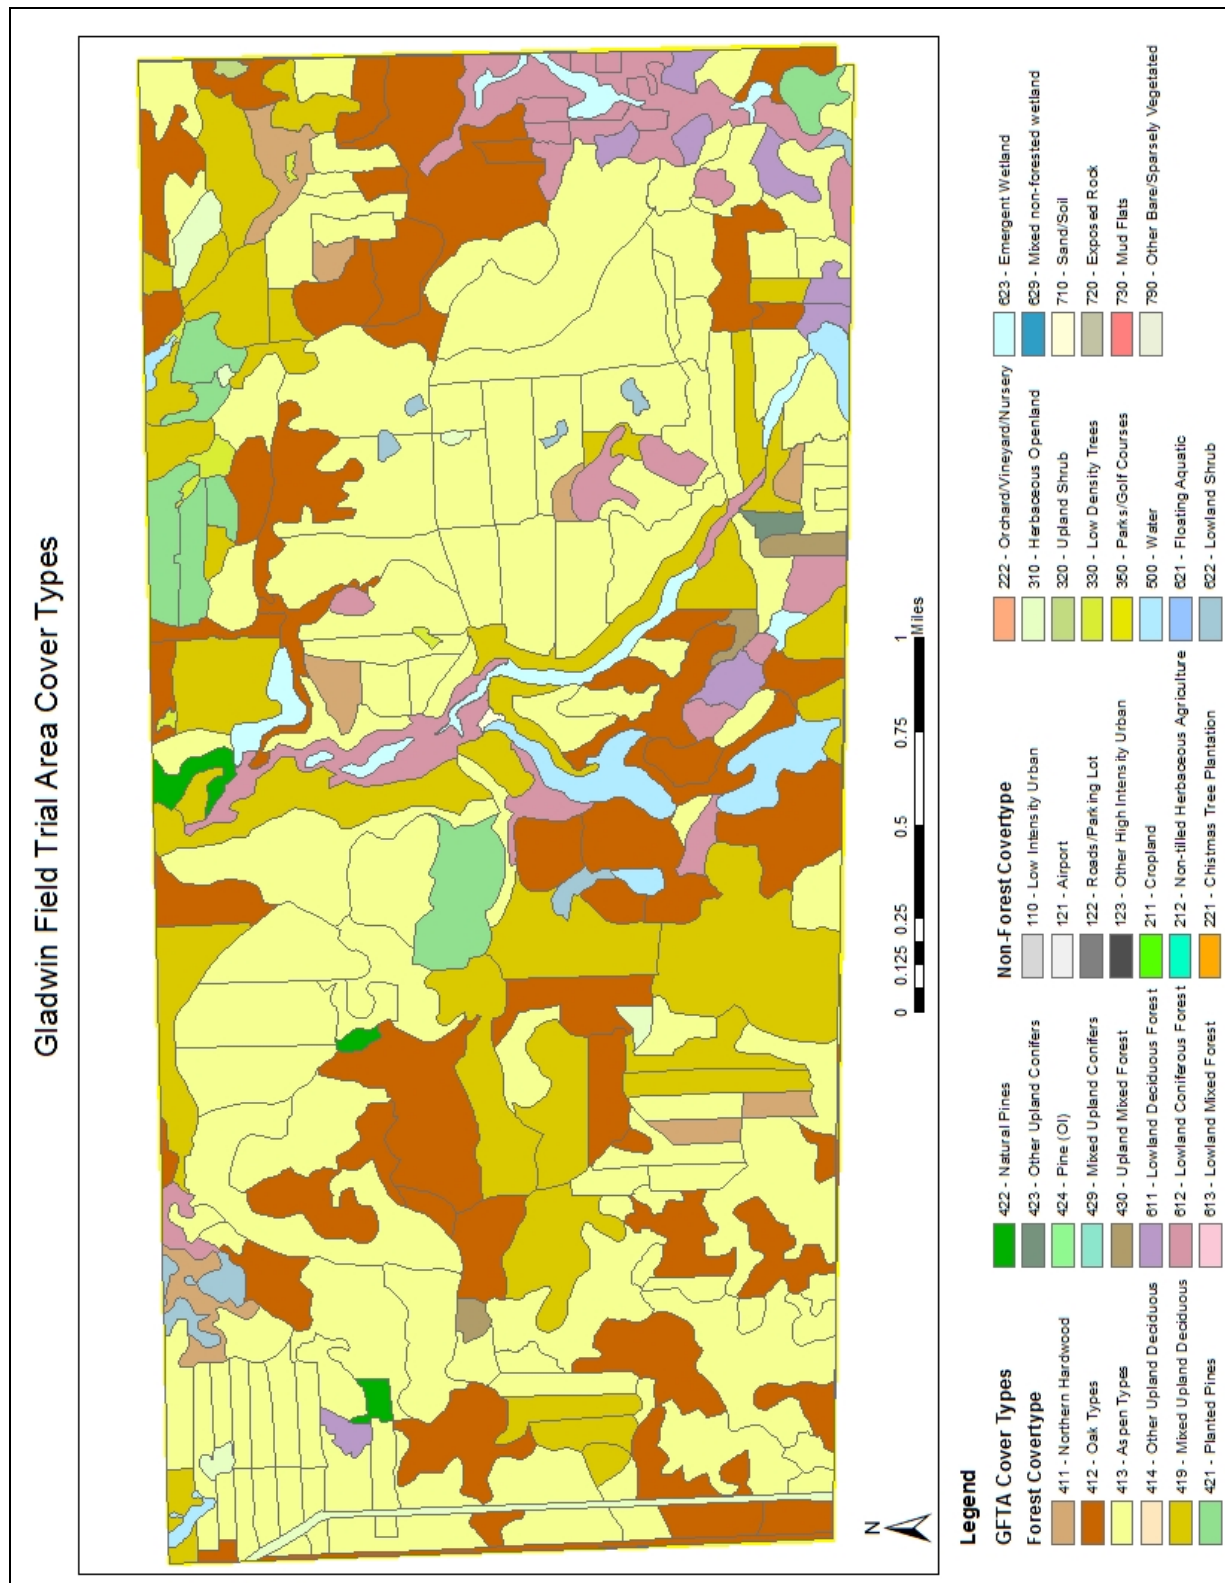 Gladwin Field Trial Area Cover Types
N
0 0.125 0.25 0.5 0.75 1
Miles
Legend
GFTA Cover Types
Forest Covertype
411 - Northern Hardwood
412 - Oak Types
413 - Aspen Types
414 - Other Upland Deciduous
419 - Mixed Upland Deciduous
421 - Planted Pines
422 - Natural Pines
423 - Other Upland Conifers
424 - Pine (OI)
429 - Mixed Upland Conifers
430 - Upland Mixed Forest
611 - Lowland Deciduous Forest
612 - Lowland Coniferous Forest
613 - Lowland Mixed Forest
Non-Forest Covertype
110 - Low Intensity Urban
121 - Airport
122 - Roads/Parking Lot
123 - Other High Intensity Urban
211 - Cropland
212 - Non-tilled Herbaceous Agriculture
221 - Chistmas Tree Plantation
222 - Orchard/Vineyard/Nursery
310 - Herbaceous Openland
320 - Upland Shrub
330 - Low Density Trees
350 - Parks/Golf Courses
500 - Water
621 - Floating Aquatic
622 - Lowland Shrub
623 - Emergent Wetland
629 - Mixed non-forested wetland
710 - Sand/Soil
720 - Exposed Rock
730 - Mud Flats
790 - Other Bare/Sparsely Vegetated